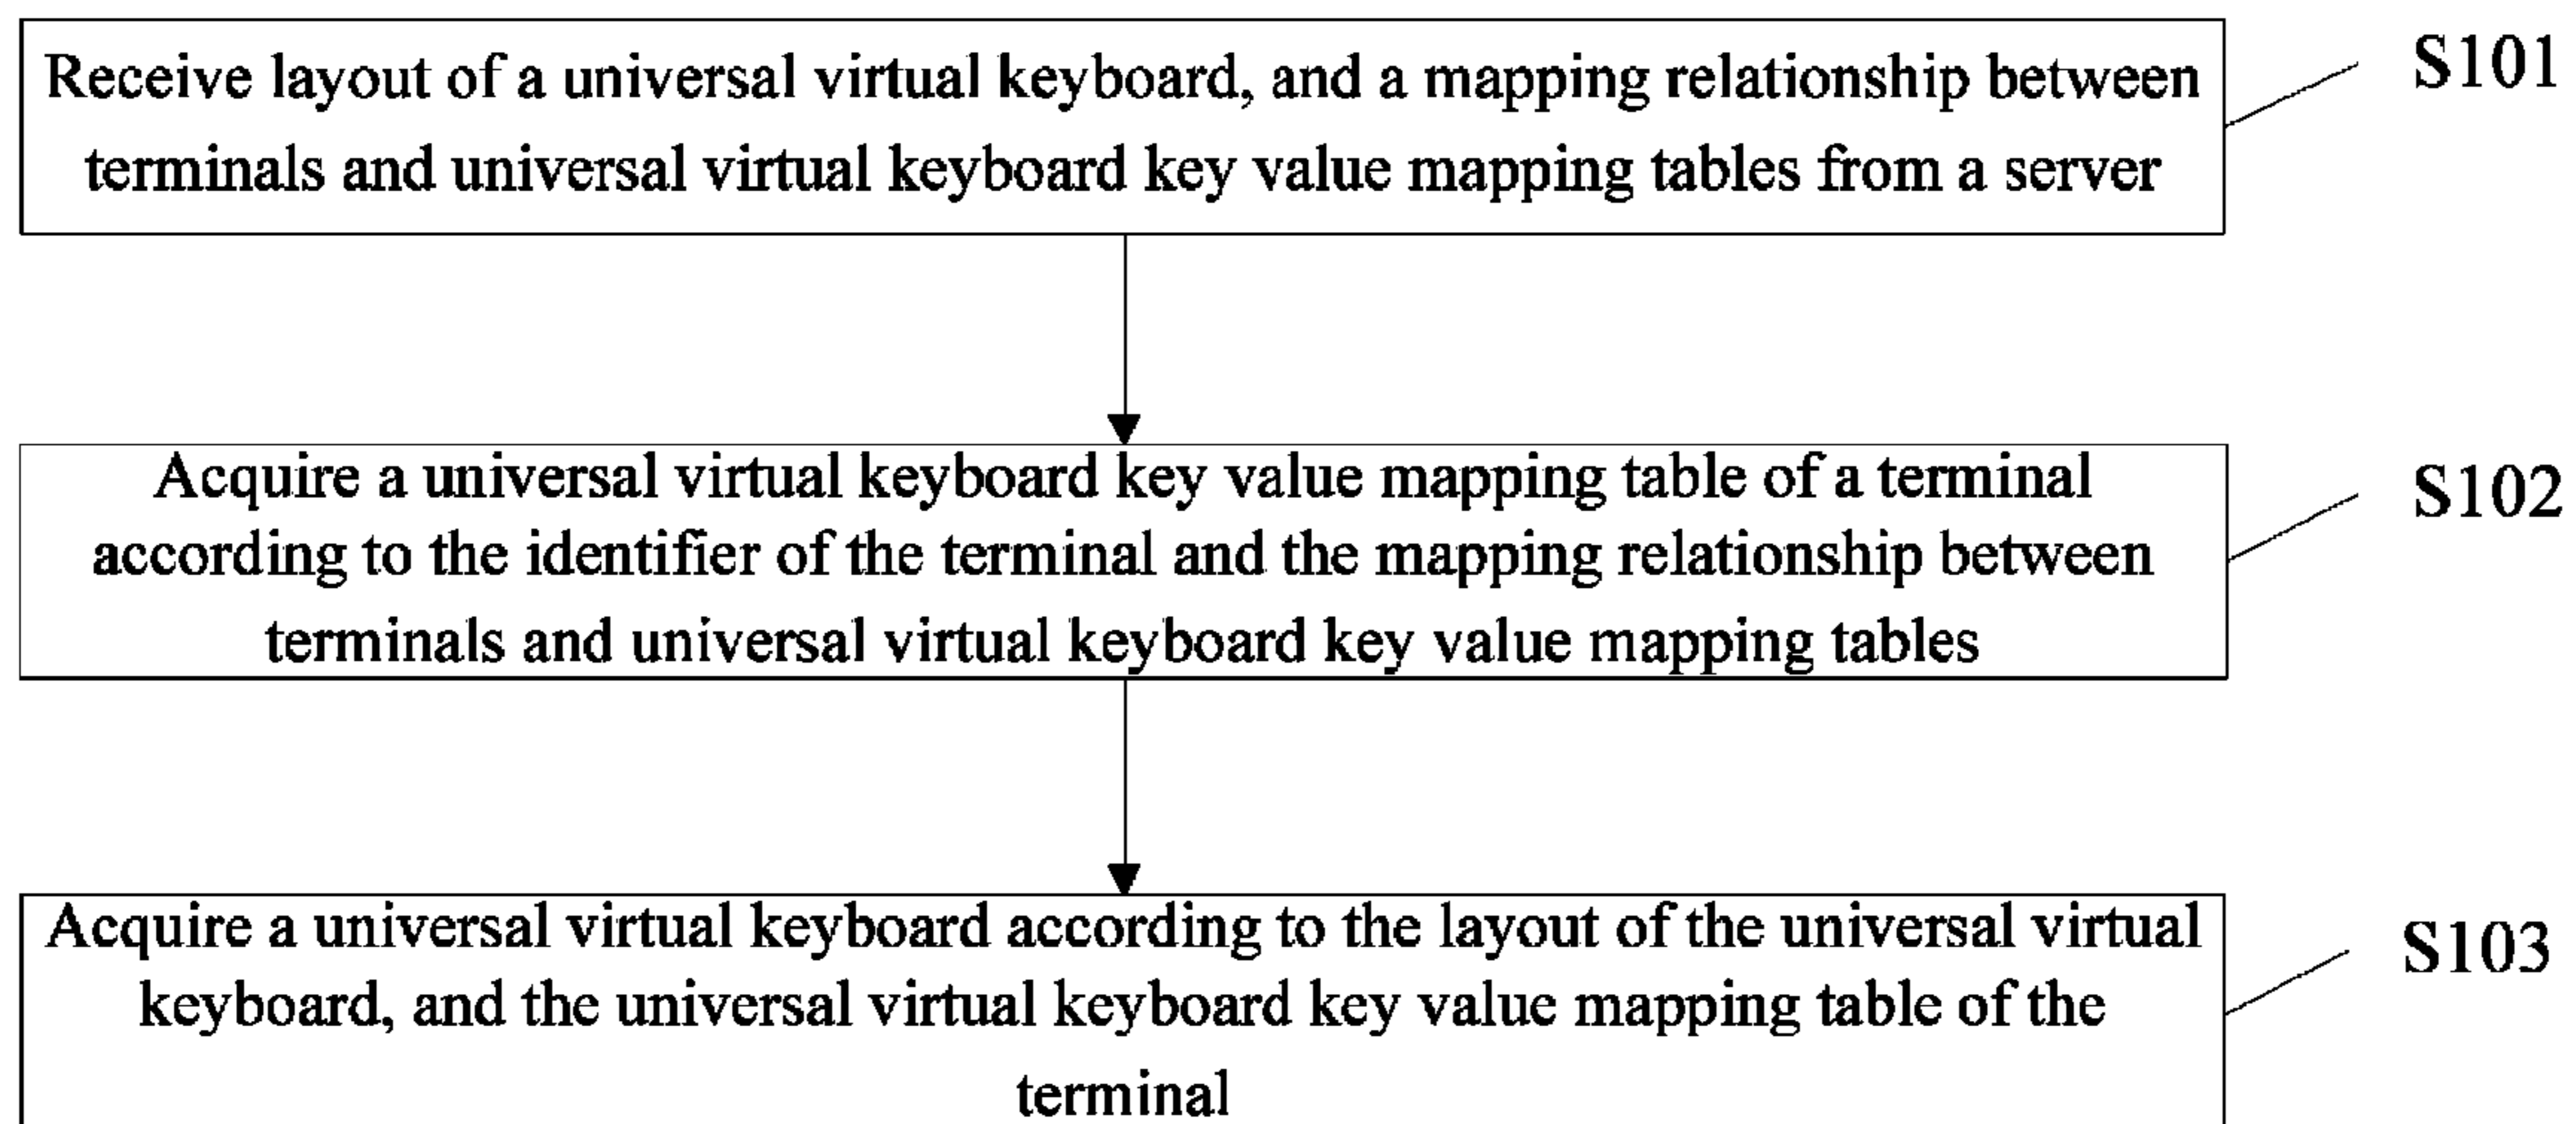 Receive layout of a universal virtual keyboard, and a mapping relationship between
terminals and universal virtual keyboard key value mapping tables from a server
S101
Acquire a universal virtual keyboard key value mapping table of a terminal
according to the identifier of the terminal and the mapping relationship between
terminals and universal virtual keyboard key value mapping tables
S102
Acquire a universal virtual keyboard according to the layout of the universal virtual
keyboard, and the universal virtual keyboard key value mapping table of the
terminal
S103